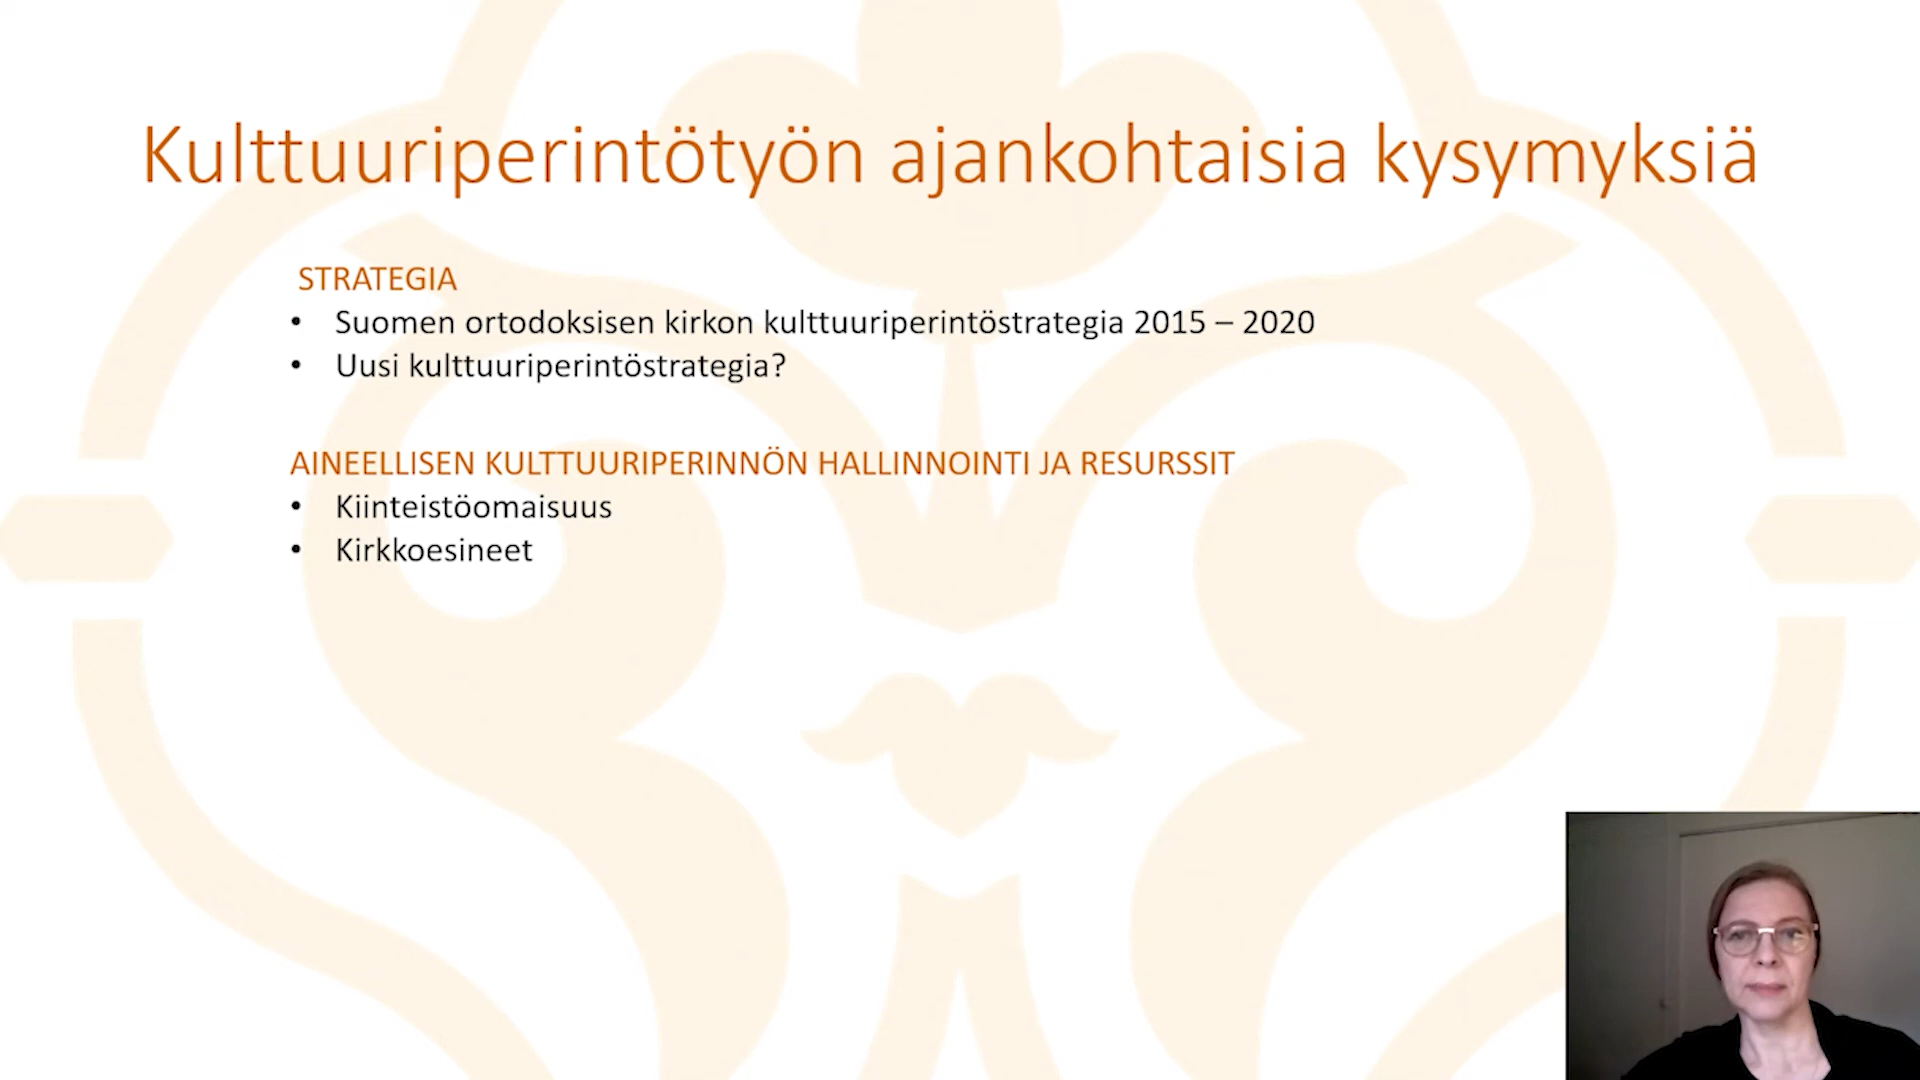 Kulttuuriperintötyön ajankohtaisia kysymyksiä
STRATEGIA
• Suomen ortodoksisen kirkon kulttuuriperintöstrategia 2015 – 2020
• Uusi kulttuuriperintöstrategia?
AINEELLISEN KULTTUURIPERINNÖN HALLINNOINTI JA RESURSSIT
• Kiinteistöomaisuus
• Kirkkoesineet